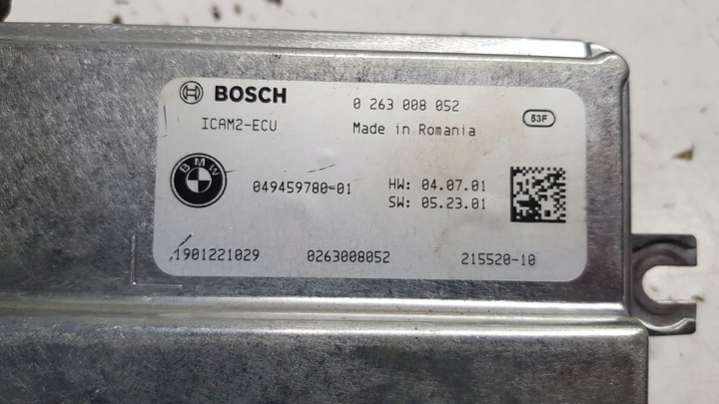 BOSCH 0 263 008 052
ICAM2-ECU Made in Romania 53F
BMW 049459780-01 HW: 04.07.01
SW: 05.23.01
1901221029 0263008052 215520-10